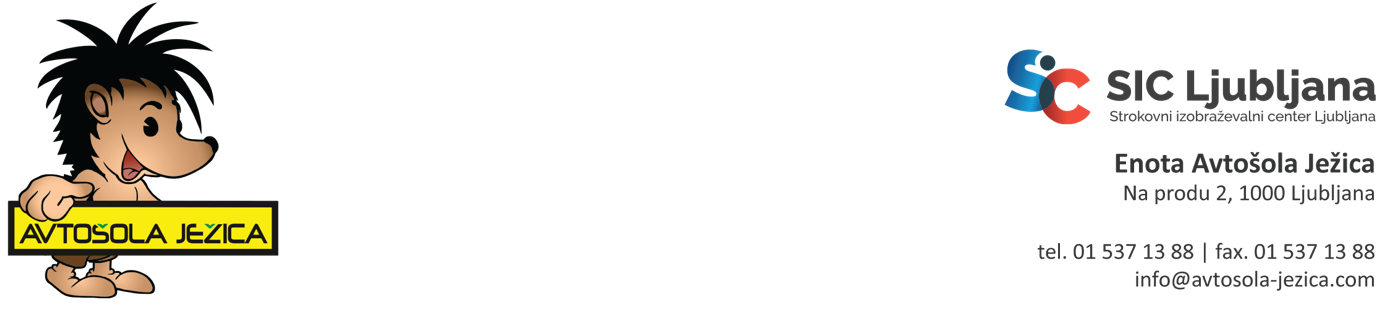 AVTOŠOLA JEŽICA
SiC SIC Ljubljana
Strokovni izobraževalni center Ljubljana
Enota Avtošola Ježica
Na produ 2, 1000 Ljubljana
tel. 01 537 13 88 | fax. 01 537 13 88
info@avtosola-jezica.com